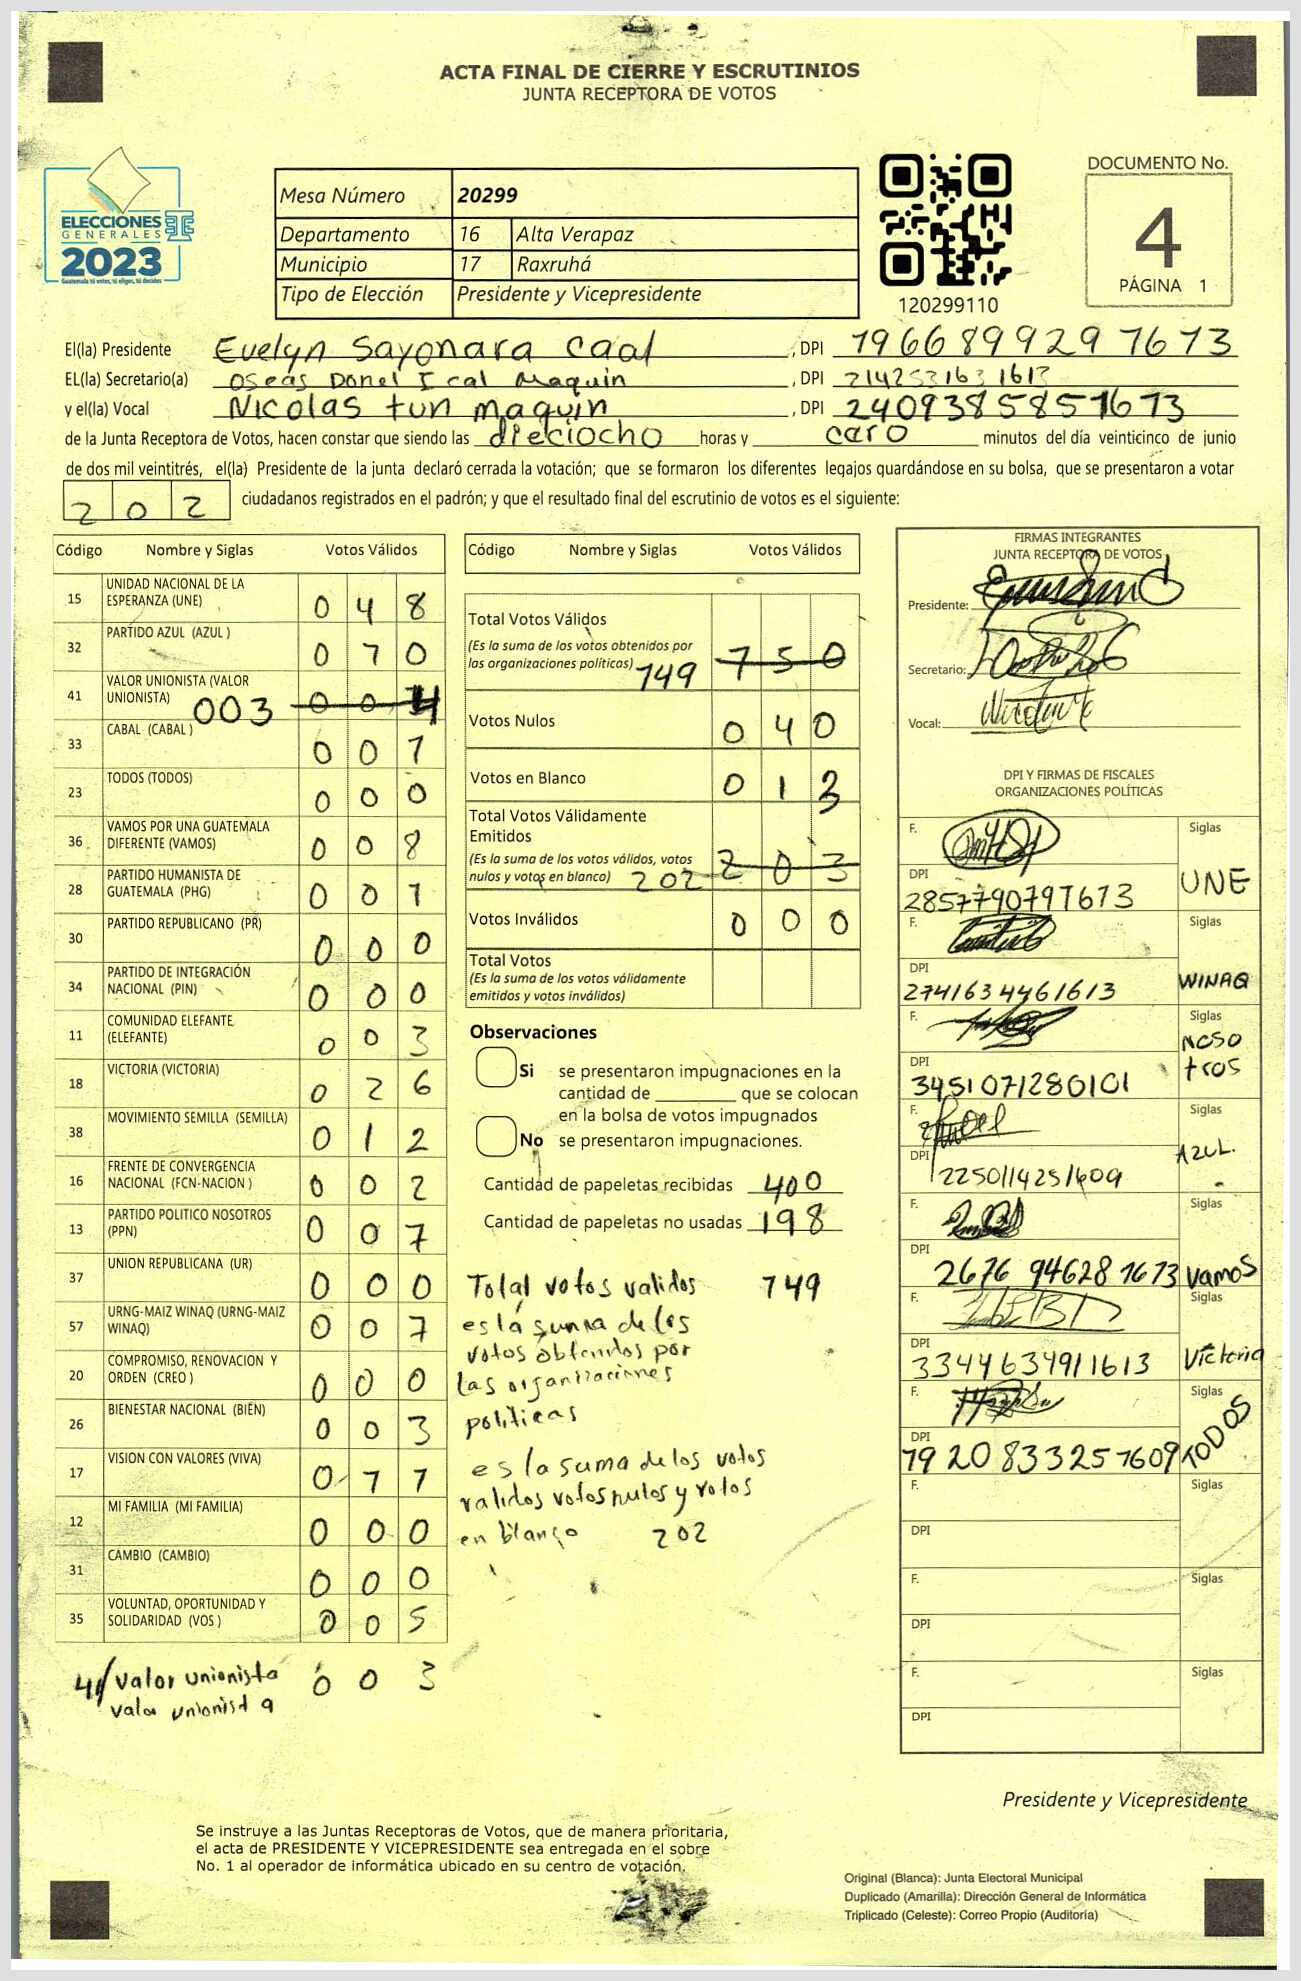 ACTA FINAL DE CIERRE Y ESCRUTINIOS
JUNTA RECEPTORA DE VOTOS
ELECCIONES
GENERALES
2023
Guatemala tú votas, tú eliges, tú decides
Mesa Número 20299
Departamento 16 Alta Verapaz
Municipio 17 Raxruhá
Tipo de Elección Presidente y Vicepresidente
120299110
DOCUMENTO No.
4
PÁGINA 1
El(la) Presidente Evelyn Sayonara Caal , DPI 1966899297673
EL(la) Secretario(a) Oseas Donel Ical Maquin , DPI 2142531631613
y el(la) Vocal Nicolas tun maquin , DPI 2409385851673
de la Junta Receptora de Votos, hacen constar que siendo las dieciocho horas y cero minutos del día veinticinco de junio
de dos mil veintitrés, el(la) Presidente de la junta declaró cerrada la votación; que se formaron los diferentes legajos guardándose en su bolsa, que se presentaron a votar
202 ciudadanos registrados en el padrón; y que el resultado final del escrutinio de votos es el siguiente:
Código Nombre y Siglas Votos Válidos
15 UNIDAD NACIONAL DE LA ESPERANZA (UNE) 0 4 8
32 PARTIDO AZUL (AZUL ) 0 7 0
41 VALOR UNIONISTA (VALOR UNIONISTA) 003 0 0 4
33 CABAL (CABAL ) 0 0 1
23 TODOS (TODOS) 0 0 0
36 VAMOS POR UNA GUATEMALA DIFERENTE (VAMOS) 0 0 8
28 PARTIDO HUMANISTA DE GUATEMALA (PHG) 0 0 1
30 PARTIDO REPUBLICANO (PR) 0 0 0
34 PARTIDO DE INTEGRACIÓN NACIONAL (PIN) 0 0 0
11 COMUNIDAD ELEFANTE (ELEFANTE) 0 0 3
18 VICTORIA (VICTORIA) 0 2 6
38 MOVIMIENTO SEMILLA (SEMILLA) 0 1 2
16 FRENTE DE CONVERGENCIA NACIONAL (FCN-NACION ) 0 0 2
13 PARTIDO POLITICO NOSOTROS (PPN) 0 0 7
37 UNION REPUBLICANA (UR) 0 0 0
57 URNG-MAIZ WINAQ (URNG-MAIZ WINAQ) 0 0 7
20 COMPROMISO, RENOVACION Y ORDEN (CREO ) 0 0 0
26 BIENESTAR NACIONAL (BIEN) 0 0 3
17 VISION CON VALORES (VIVA) 0 1 1
12 MI FAMILIA (MI FAMILIA) 0 0 0
31 CAMBIO (CAMBIO) 0 0 0
35 VOLUNTAD, OPORTUNIDAD Y SOLIDARIDAD (VOS ) 0 0 5
41 Valor unionista 0 0 3
valor unionista
Código Nombre y Siglas Votos Válidos
Total Votos Válidos
(Es la suma de los votos obtenidos por
las organizaciones políticas) 149 1 5 0
Votos Nulos 0 4 0
Votos en Blanco 0 1 3
Total Votos Válidamente
Emitidos
(Es la suma de los votos válidos, votos
nulos y votos en blanco) 202 2 0 3
Votos Inválidos 0 0 0
Total Votos
(Es la suma de los votos válidamente
emitidos y votos inválidos)
Observaciones
Si se presentaron impugnaciones en la
cantidad de ________ que se colocan
en la bolsa de votos impugnados
No se presentaron impugnaciones.
Cantidad de papeletas recibidas 400
Cantidad de papeletas no usadas 198
Total votos validos 149
es la suma de los
votos obtenidos por
las organizaciones
politicas
es la suma de los votos
validos votos nulos y votos
en blanco 202
FIRMAS INTEGRANTES
JUNTA RECEPTORA DE VOTOS
Presidente:
Secretario:
Vocal:
DPI Y FIRMAS DE FISCALES
ORGANIZACIONES POLÍTICAS
F. Siglas
DPI 2857790791673 UNE
F. Siglas
DPI 2741634461613 WINAQ
F. Siglas
DPI 3451071280101 Noso
tros
F. Siglas
DPI 2250114251609 AZUL.
F. Siglas
DPI 2676 94628 1673 Vamos
F. Siglas
DPI 3344634911613 Victoria
F. Siglas
DPI 1920833251609 TODOS
F. Siglas
DPI
F. Siglas
DPI
F. Siglas
DPI
Presidente y Vicepresidente
Se instruye a las Juntas Receptoras de Votos, que de manera prioritaria,
el acta de PRESIDENTE Y VICEPRESIDENTE sea entregada en el sobre
No. 1 al operador de informática ubicado en su centro de votación.
Original (Blanca): Junta Electoral Municipal
Duplicado (Amarilla): Dirección General de Informática
Triplicado (Celeste): Correo Propio (Auditoria)